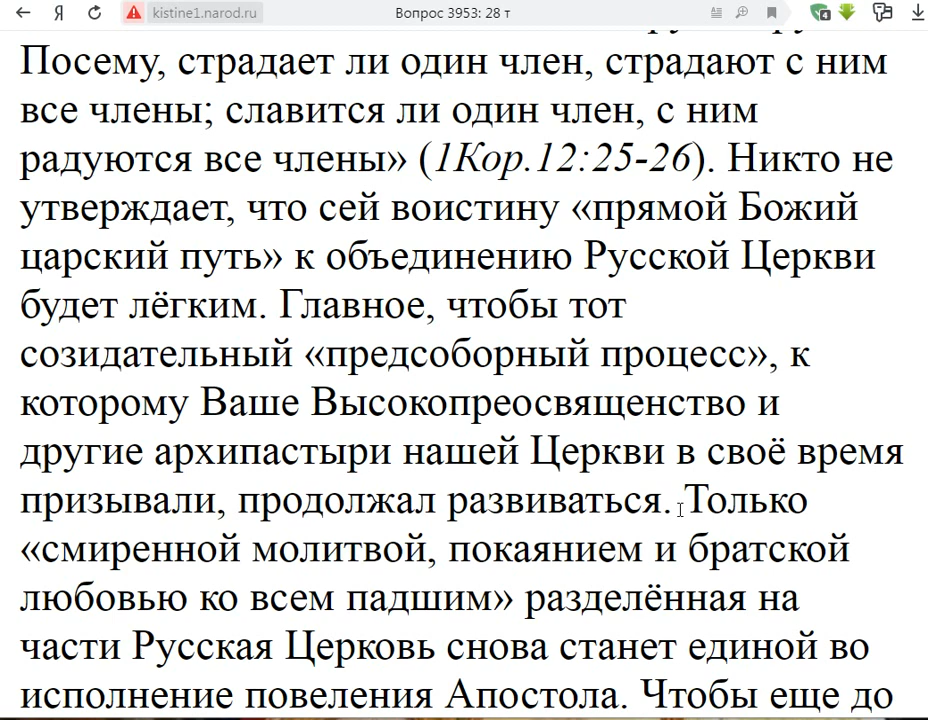 Я kistine1.narod.ru Вопрос 3953: 28 т 4
Посему, страдает ли один член, страдают с ним
все члены; славится ли один член, с ним
радуются все члены» (1Кор.12:25-26). Никто не
утверждает, что сей воистину «прямой Божий
царский путь» к объединению Русской Церкви
будет лёгким. Главное, чтобы тот
созидательный «предсоборный процесс», к
которому Ваше Высокопреосвященство и
другие архипастыри нашей Церкви в своё время
призывали, продолжал развиваться. Только
«смиренной молитвой, покаянием и братской
любовью ко всем падшим» разделённая на
части Русская Церковь снова станет единой во
исполнение повеления Апостола. Чтобы еще до